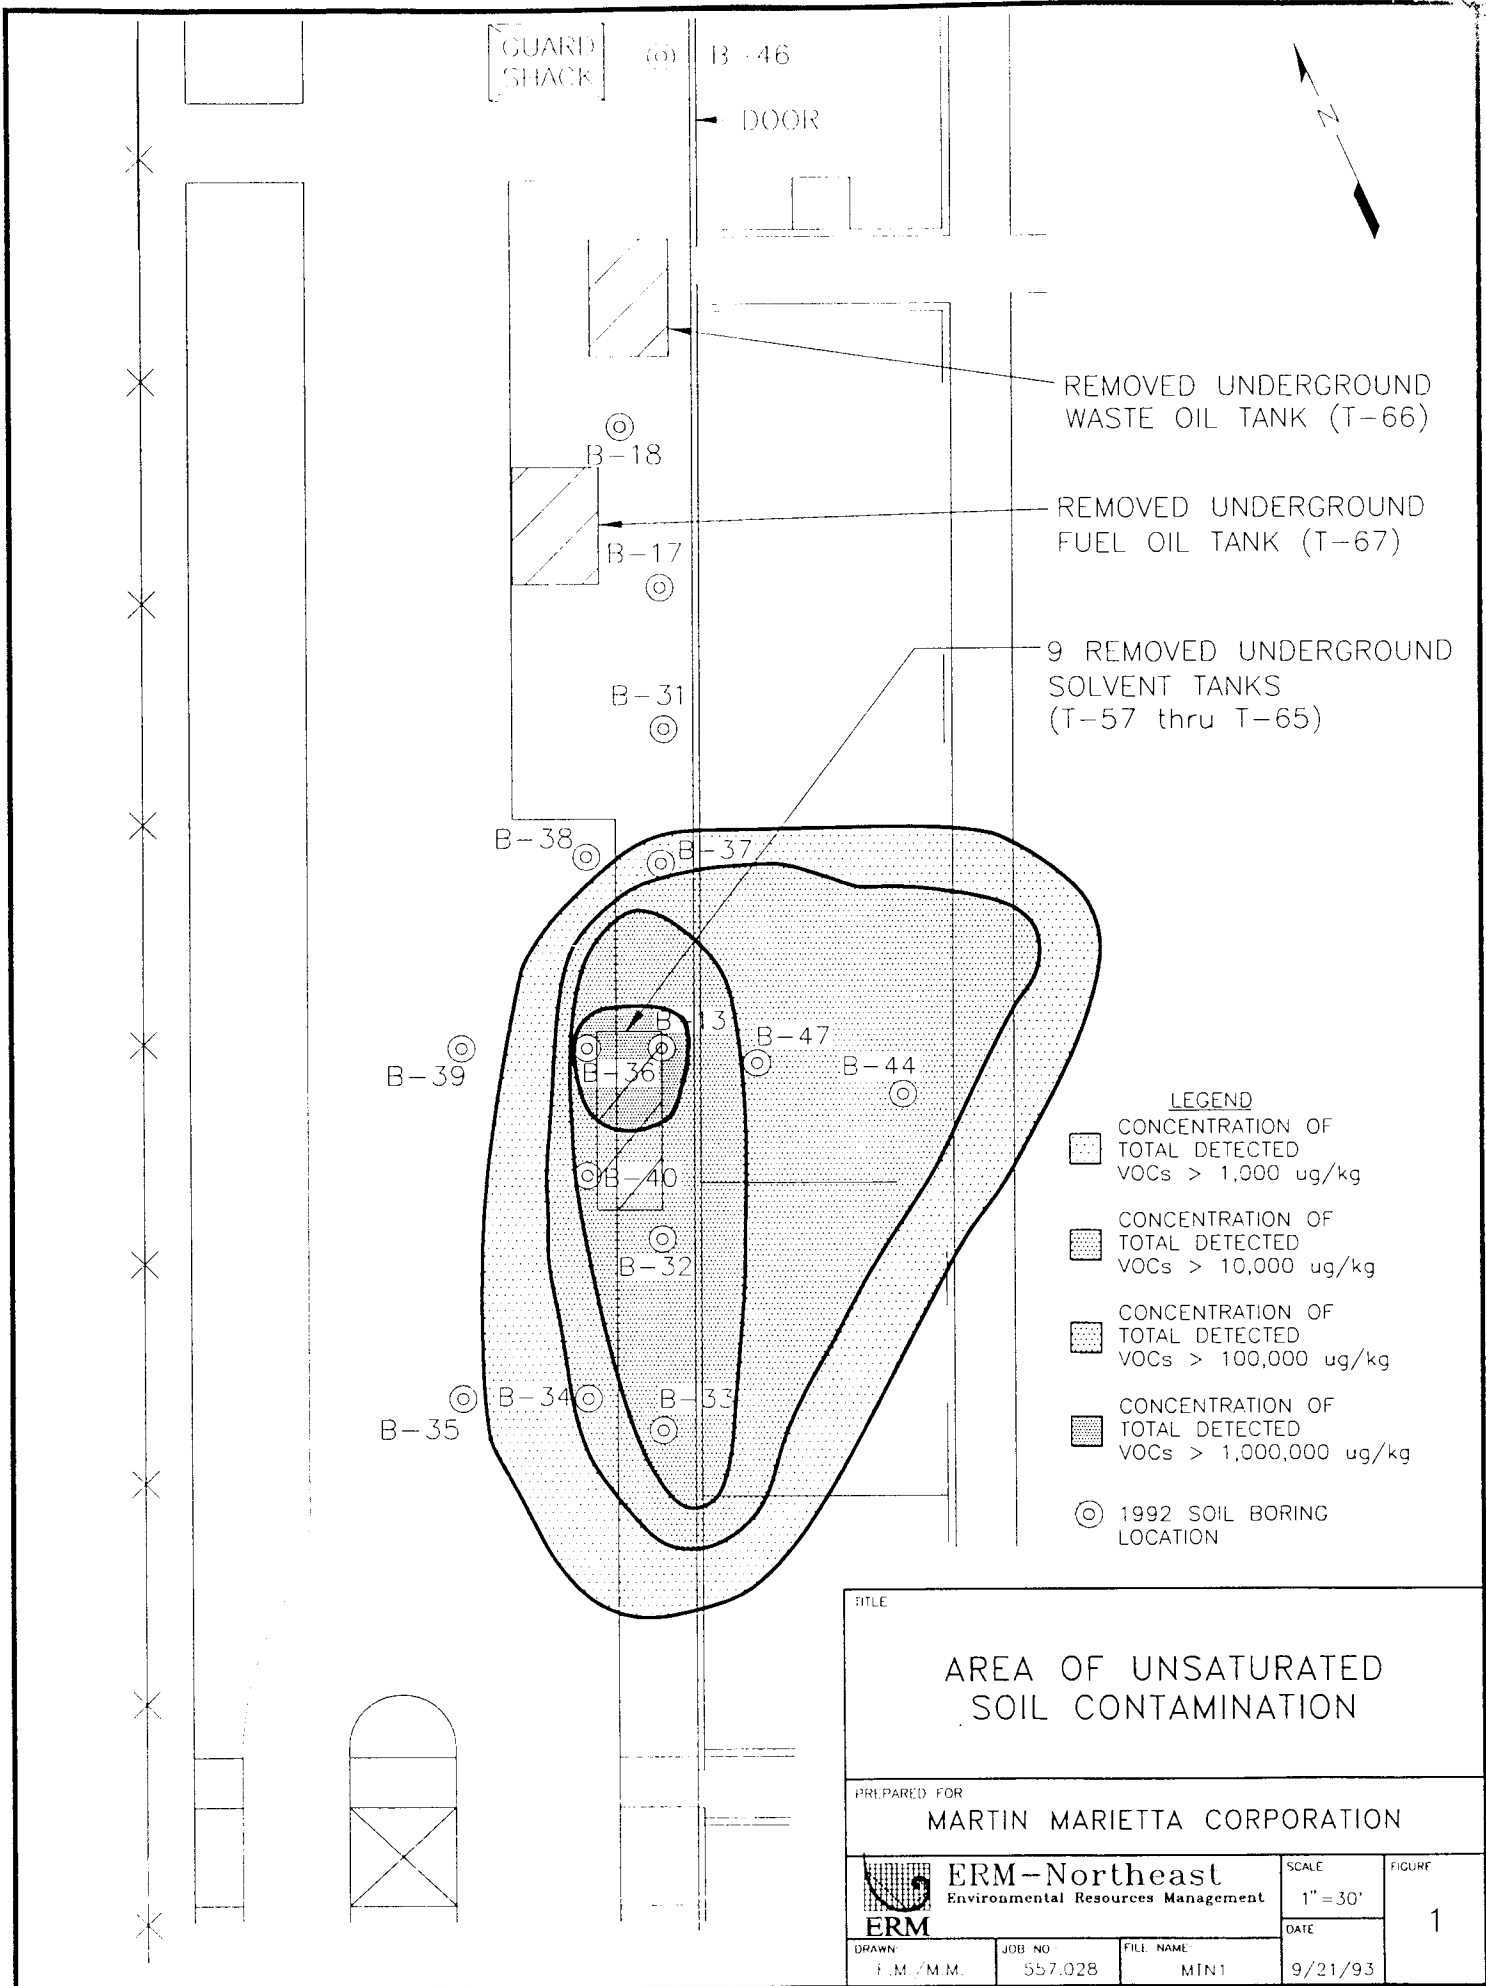 GUARD
SHACK
B-46
DOOR
N
REMOVED UNDERGROUND
WASTE OIL TANK (T-66)
B-18
REMOVED UNDERGROUND
FUEL OIL TANK (T-67)
B-17
9 REMOVED UNDERGROUND
SOLVENT TANKS
(T-57 thru T-65)
B-31
B-38
B-37
B-13
B-47
B-39
B-36
B-44
B-40
B-32
B-34
B-33
B-35
LEGEND
CONCENTRATION OF
TOTAL DETECTED
VOCs > 1,000 ug/kg
CONCENTRATION OF
TOTAL DETECTED
VOCs > 10,000 ug/kg
CONCENTRATION OF
TOTAL DETECTED
VOCs > 100,000 ug/kg
CONCENTRATION OF
TOTAL DETECTED
VOCs > 1,000,000 ug/kg
1992 SOIL BORING
LOCATION
TITLE
AREA OF UNSATURATED
SOIL CONTAMINATION
PREPARED FOR
MARTIN MARIETTA CORPORATION
ERM-Northeast
Environmental Resources Management
ERM
SCALE
1"=30'
FIGURE
1
DATE
9/21/93
DRAWN:
/M.M.
JOB NO
557.028
FILE NAME
MIN1